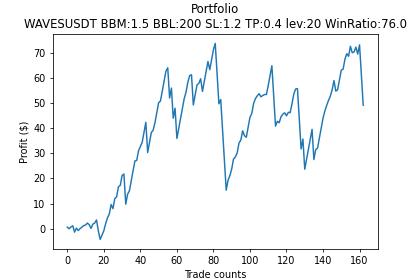 Portfolio
WAVESUSDT BBM:1.5 BBL:200 SL:1.2 TP:0.4 lev:20 WinRatio:76.0
Profit ($)
70
60
50
40
30
20
10
0
0 20 40 60 80 100 120 140 160
Trade counts